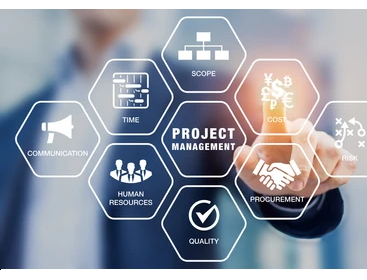 SCOPE
TIME
COST
COMMUNICATION
PROJECT
MANAGEMENT
RISK
HUMAN
RESOURCES
PROCUREMENT
QUALITY